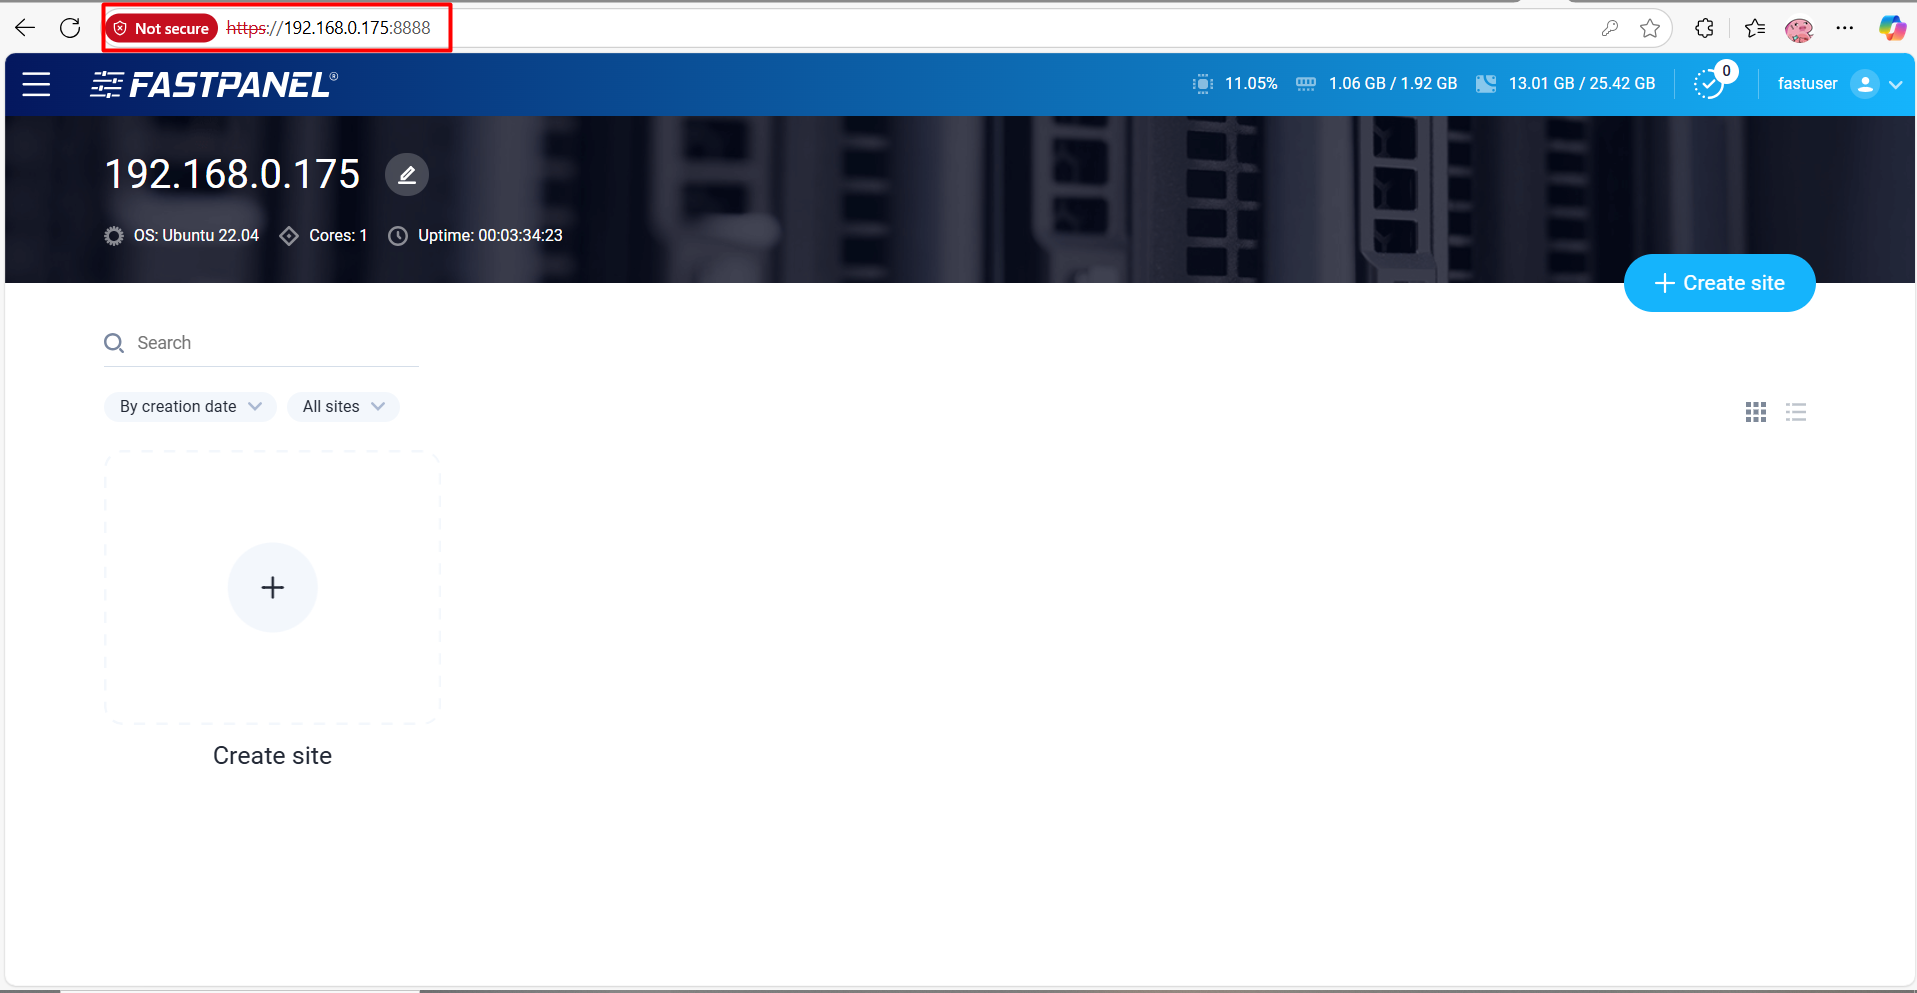 Not secure https://192.168.0.175:8888
FASTPANEL® 11.05% 1.06 GB / 1.92 GB 13.01 GB / 25.42 GB 0 fastuser
192.168.0.175
OS: Ubuntu 22.04 Cores: 1 Uptime: 00:03:34:23
+ Create site
Search
By creation date All sites
+
Create site